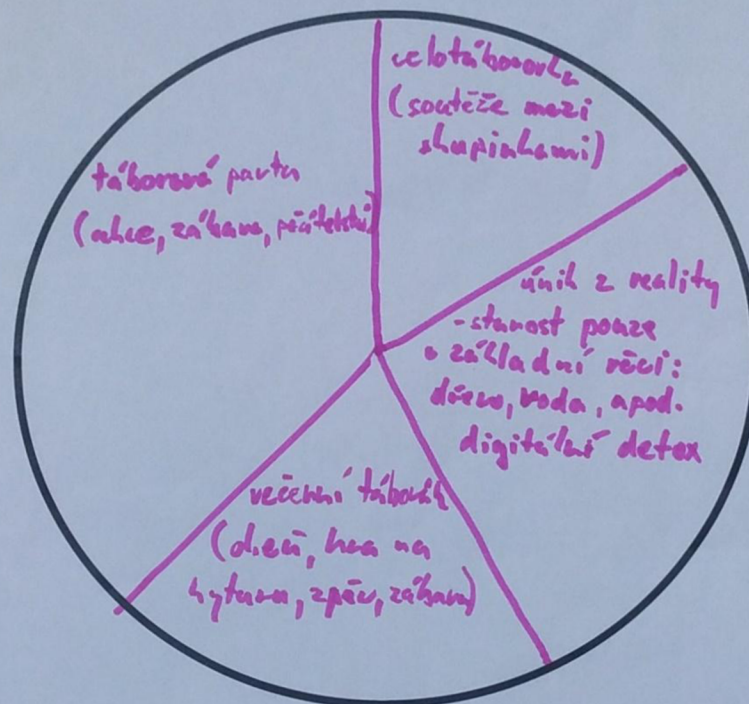 celotáborovka
(soutěže mezi
skupinkami)
táborová parta
(akce, zábava, přátelství)
únik z reality
- starost pouze
o základní věci:
dřevo, voda, apod.
digitální detox
večerní táborák
(oheň, hra na
kytaru, zpěv, zábava)